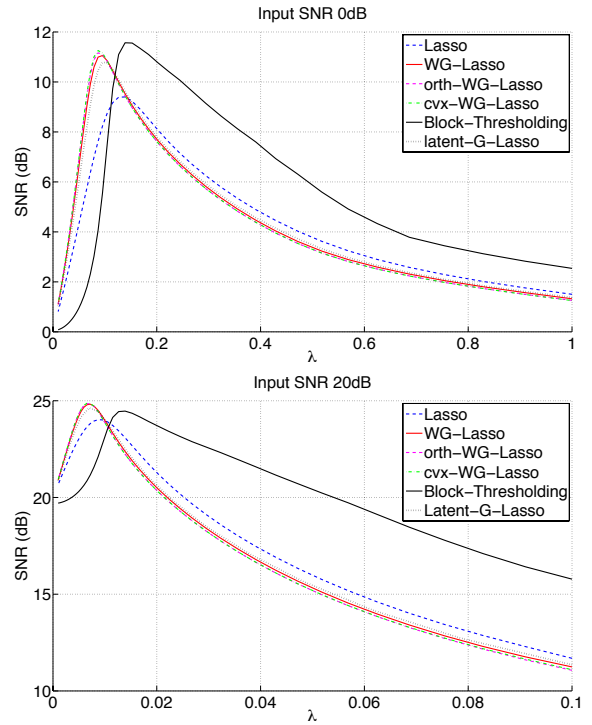 Input SNR 0dB
12
10
8
6
4
2
0
SNR (dB)
Lasso
WG-Lasso
orth-WG-Lasso
cvx-WG-Lasso
Block-Thresholding
latent-G-Lasso
0 0.2 0.4 0.6 0.8 1
λ
Input SNR 20dB
25
20
15
10
SNR (dB)
Lasso
WG-Lasso
orth-WG-Lasso
cvx-WG-Lasso
Block-Thresholding
Latent-G-Lasso
0 0.02 0.04 0.06 0.08 0.1
λ